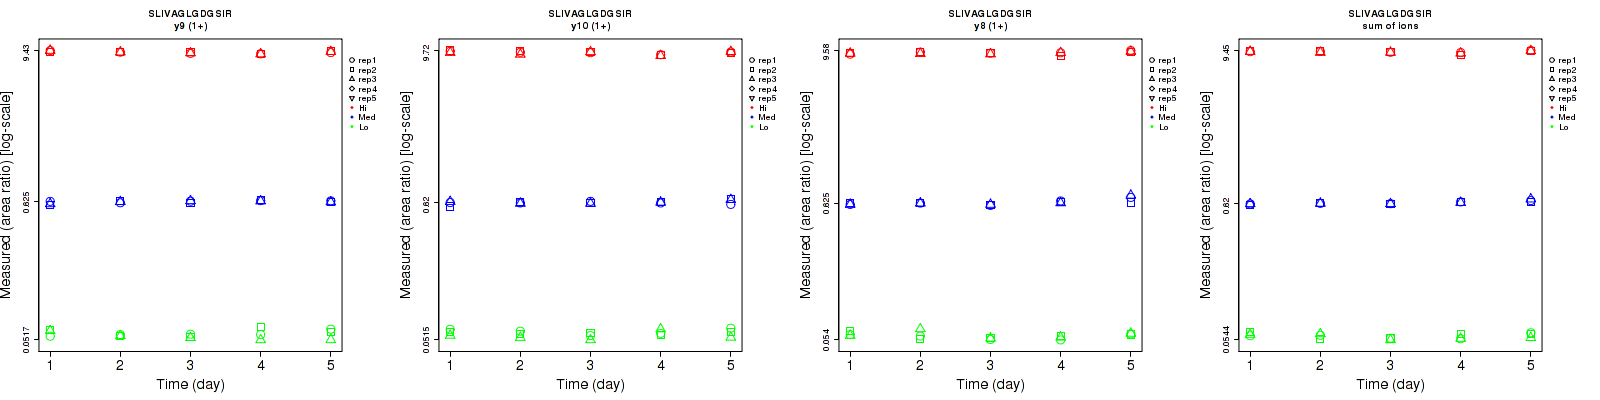 SLIVAGLGDGSIR
y9 (1+)
Measured (area ratio) [log-scale]
9.43
0.625
0.0517
1 2 3 4 5
Time (day)
rep1
rep2
rep3
rep4
rep5
Hi
Med
Lo
SLIVAGLGDGSIR
y10 (1+)
Measured (area ratio) [log-scale]
9.72
0.62
0.0515
1 2 3 4 5
Time (day)
rep1
rep2
rep3
rep4
rep5
Hi
Med
Lo
SLIVAGLGDGSIR
y8 (1+)
Measured (area ratio) [log-scale]
9.58
0.625
0.054
1 2 3 4 5
Time (day)
rep1
rep2
rep3
rep4
rep5
Hi
Med
Lo
SLIVAGLGDGSIR
sum of ions
Measured (area ratio) [log-scale]
9.45
0.62
0.0544
1 2 3 4 5
Time (day)
rep1
rep2
rep3
rep4
rep5
Hi
Med
Lo